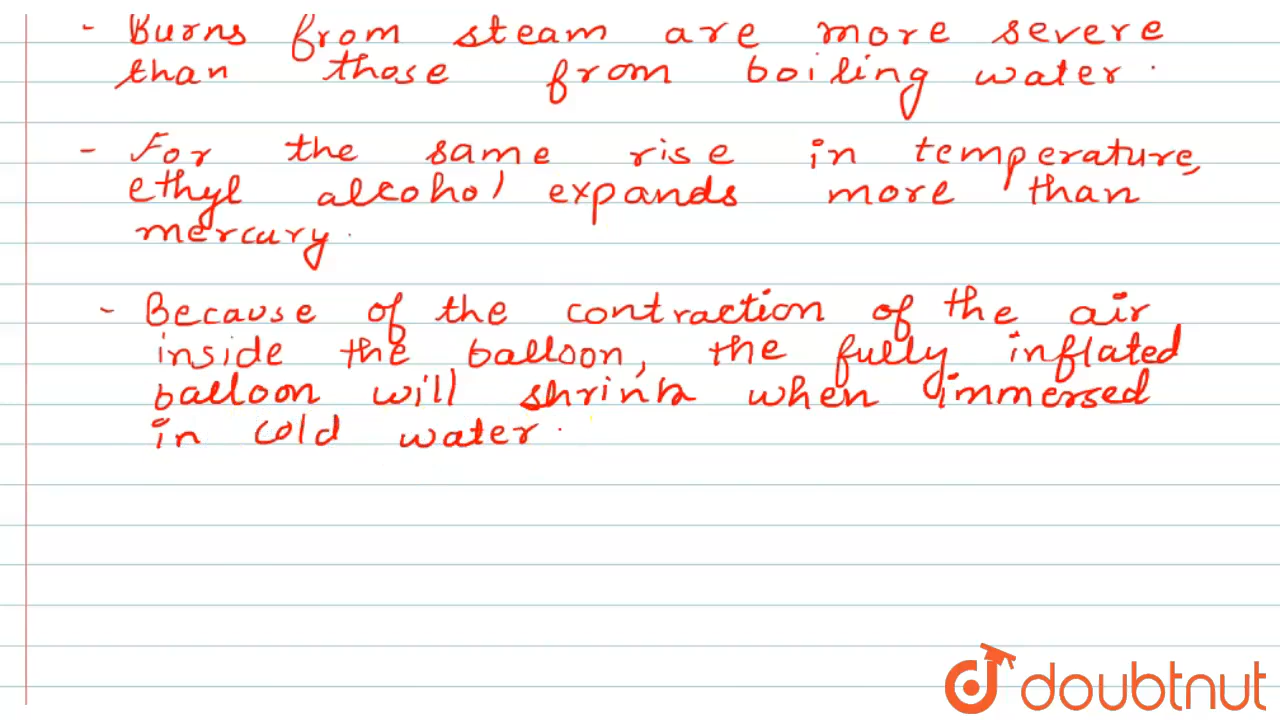 - Burns from steam are more severe
than those from boiling water.
- For the same rise in temperature,
ethyl alcohol expands more than
mercury.
- Because of the contraction of the air
inside the balloon, the fully inflated
balloon will shrink when immersed
in cold water.
doubtnut